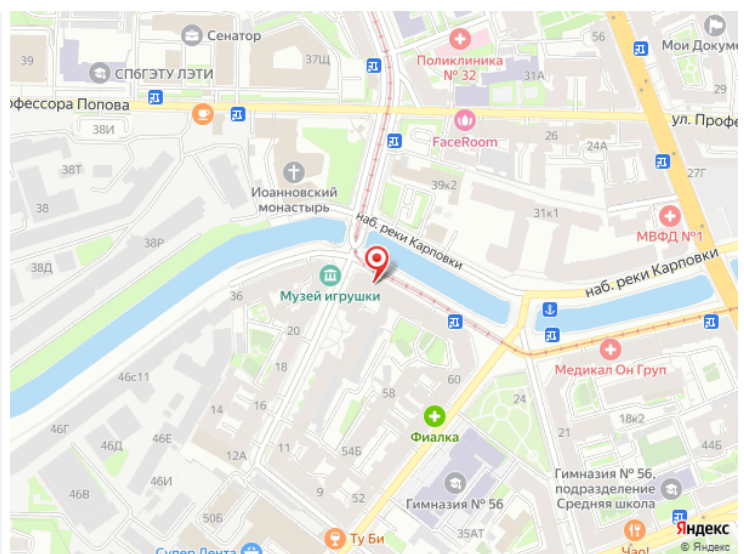 39
Сенатор
37Щ
СПбГЭТУ ЛЭТИ
Поликлиника
№ 32
31А
Мои Докуме
29
офессора Попова
38И
FaceRoom
26
24А
ул. Профе
38Т
Иоанновский
монастырь
39к2
27Г
38
31к1
наб. реки Карповки
МВФД №1
38Р
38Д
наб. реки Карповки
Музей игрушки
36
20
18
Медикал Он Груп
46с11
60
58
24
14
16
18к2
Фиалка
46Г
46Д
46Е
11
21
44Б
12А
54Б
Гимназия № 56,
подразделение
Средняя школа
46И
46В
9
52
Гимназия № 56
50Б
Ту Би
35АТ
Чао!
Супер Лента
Яндекс
© Яндекс